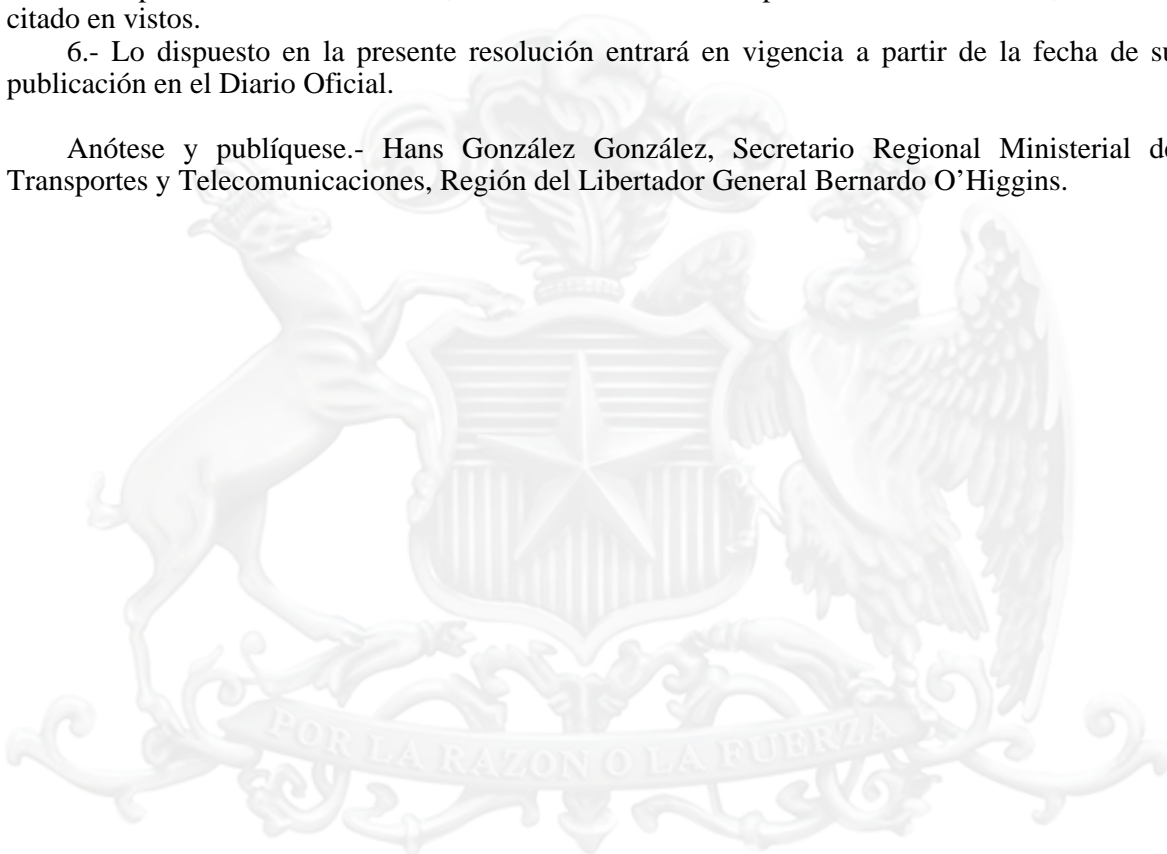 citado en vistos.
6.- Lo dispuesto en la presente resolución entrará en vigencia a partir de la fecha de su
publicación en el Diario Oficial.
Anótese y publíquese.- Hans González González, Secretario Regional Ministerial de
Transportes y Telecomunicaciones, Región del Libertador General Bernardo O’Higgins.
POR LA RAZON O LA FUERZA